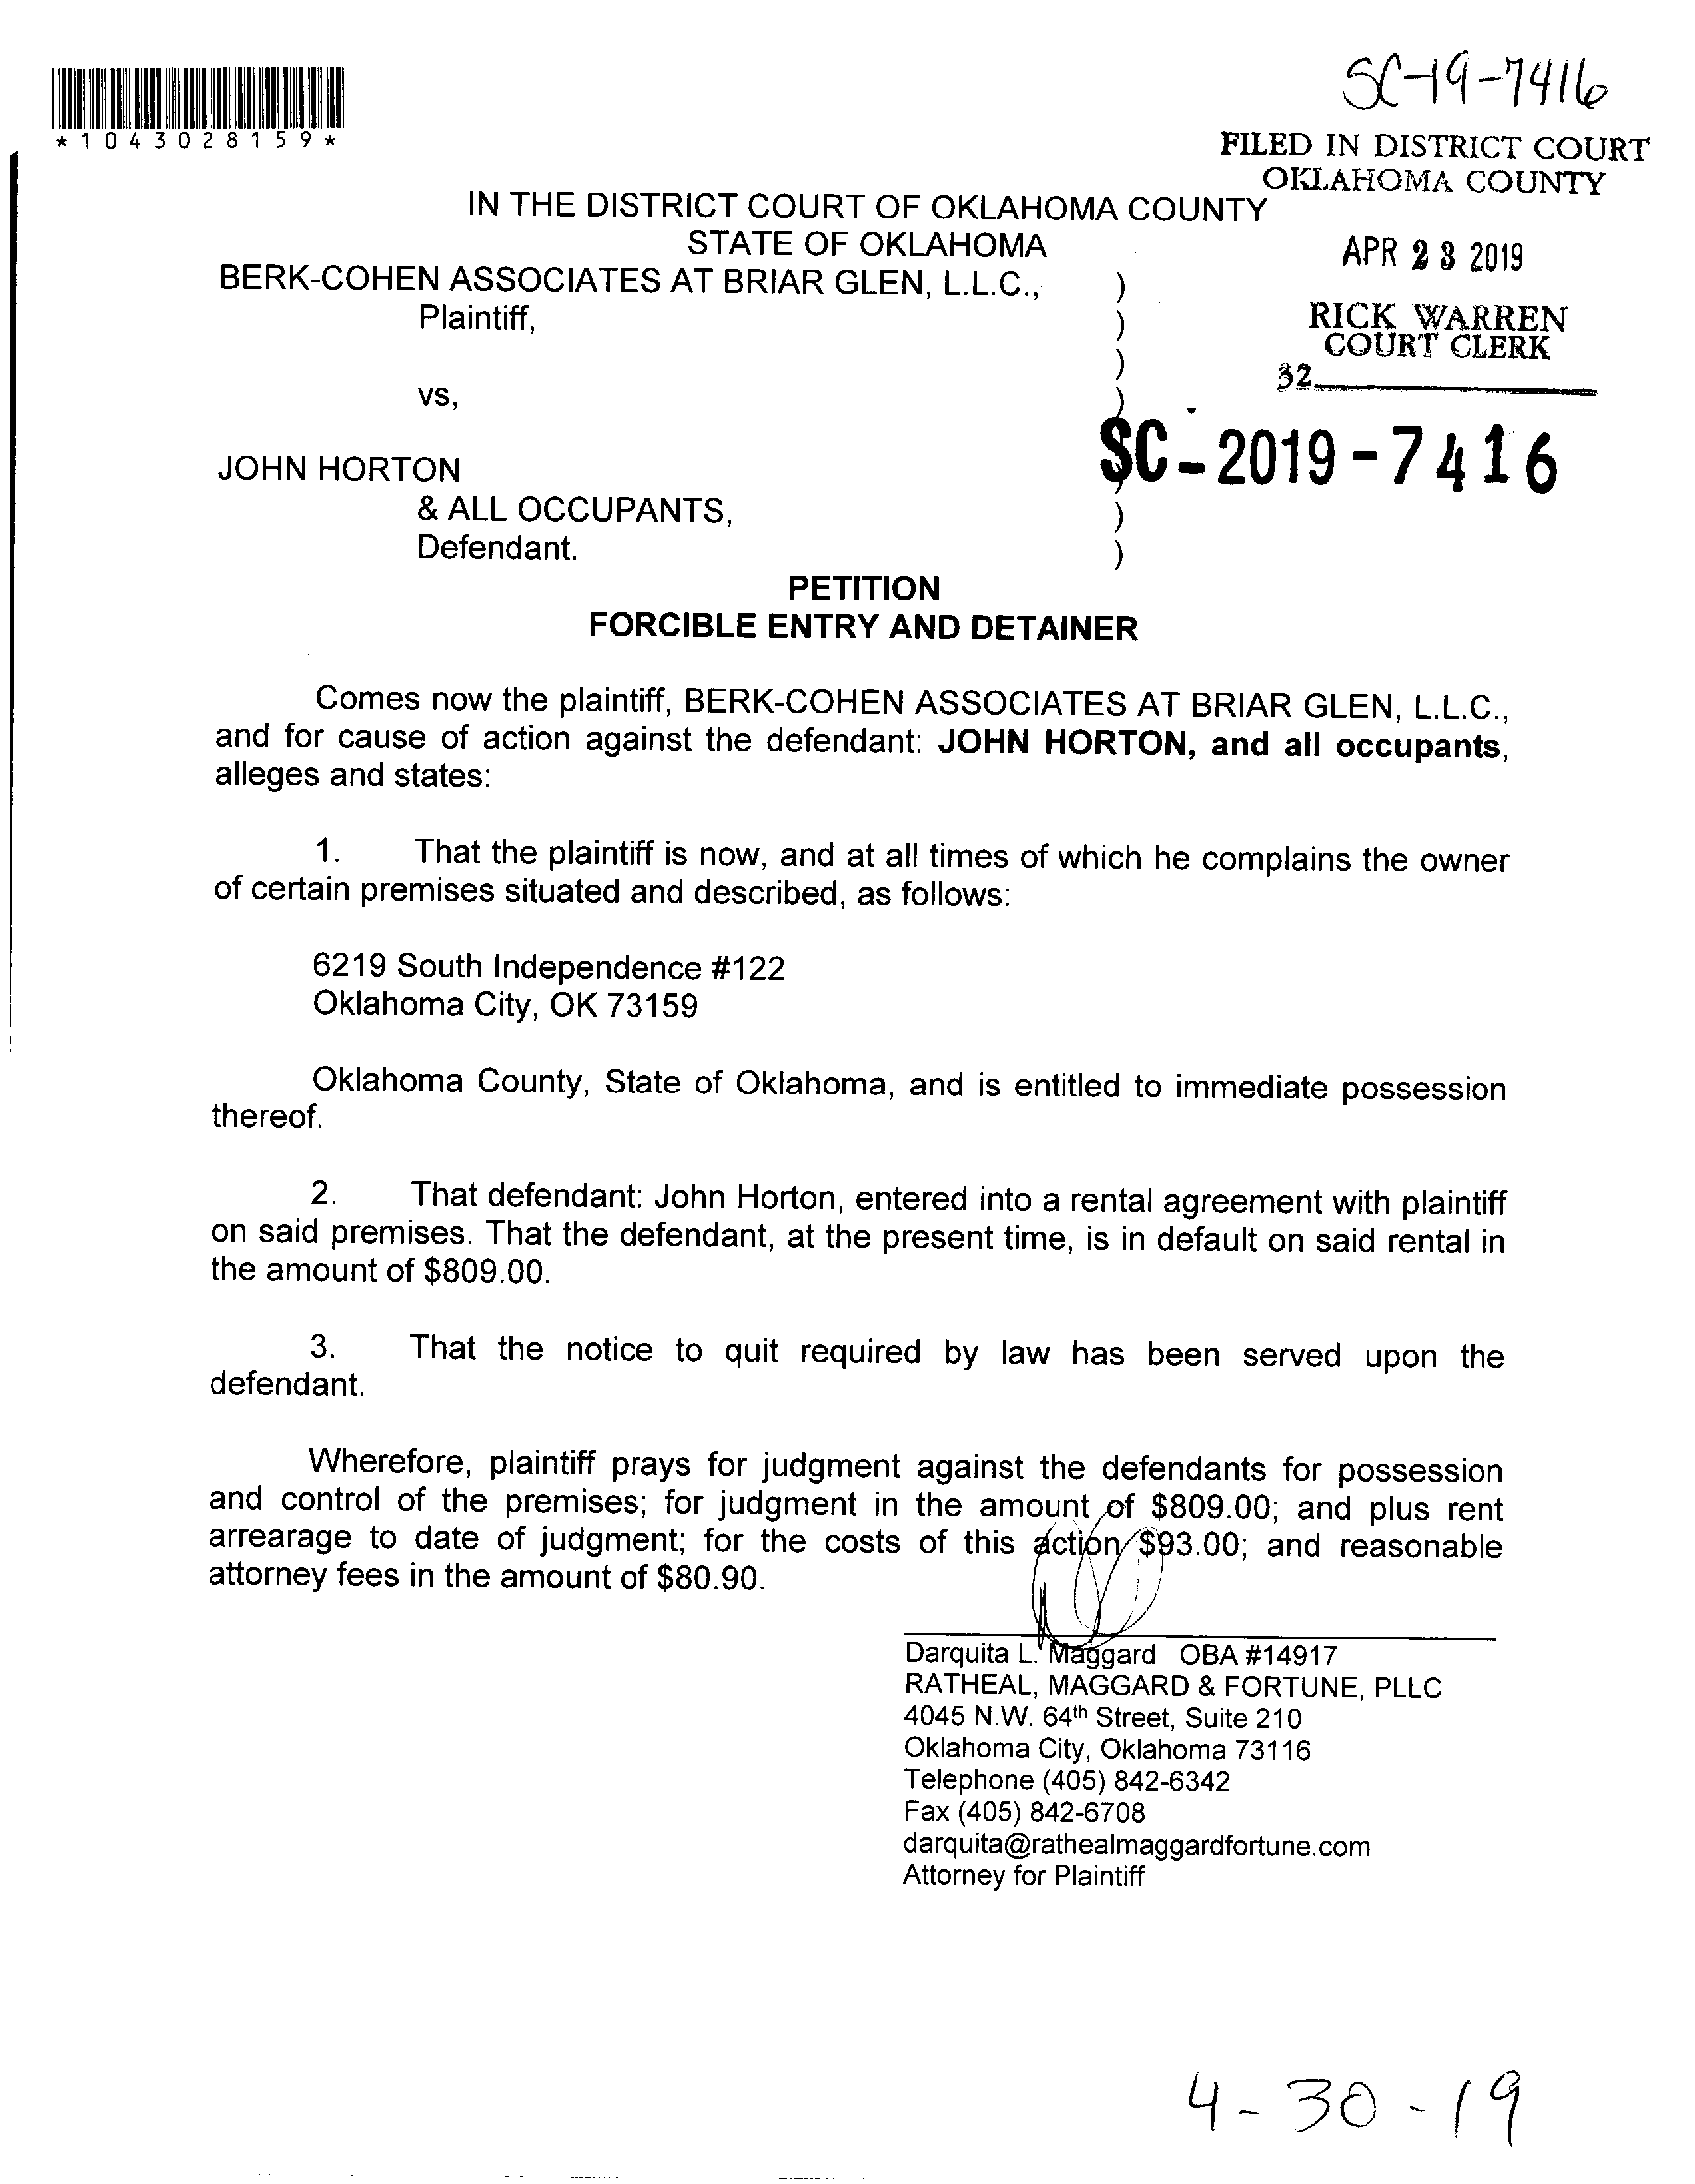 SC-19-7416
*1043028159*
FILED IN DISTRICT COURT
OKLAHOMA COUNTY
IN THE DISTRICT COURT OF OKLAHOMA COUNTY
STATE OF OKLAHOMA
APR 23 2019
BERK-COHEN ASSOCIATES AT BRIAR GLEN, L.L.C., )
Plaintiff, )
RICK WARREN
COURT CLERK
)
32
vs, )
SC-2019-7416
JOHN HORTON )
& ALL OCCUPANTS, )
Defendant. )
PETITION
FORCIBLE ENTRY AND DETAINER
Comes now the plaintiff, BERK-COHEN ASSOCIATES AT BRIAR GLEN, L.L.C.,
and for cause of action against the defendant: JOHN HORTON, and all occupants,
alleges and states:
1. That the plaintiff is now, and at all times of which he complains the owner
of certain premises situated and described, as follows:
6219 South Independence #122
Oklahoma City, OK 73159
Oklahoma County, State of Oklahoma, and is entitled to immediate possession
thereof.
2. That defendant: John Horton, entered into a rental agreement with plaintiff
on said premises. That the defendant, at the present time, is in default on said rental in
the amount of $809.00.
3. That the notice to quit required by law has been served upon the
defendant.
Wherefore, plaintiff prays for judgment against the defendants for possession
and control of the premises; for judgment in the amount of $809.00; and plus rent
arrearage to date of judgment; for the costs of this action $93.00; and reasonable
attorney fees in the amount of $80.90.
Darquita L. Maggard OBA #14917
RATHEAL, MAGGARD & FORTUNE, PLLC
4045 N.W. 64th Street, Suite 210
Oklahoma City, Oklahoma 73116
Telephone (405) 842-6342
Fax (405) 842-6708
darquita@rathealmaggardfortune.com
Attorney for Plaintiff
4-30-19